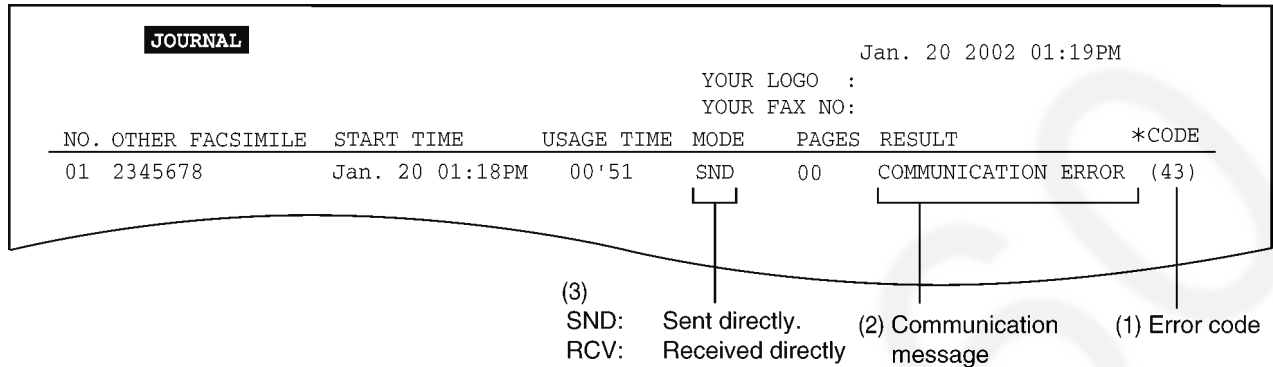 JOURNAL
Jan. 20 2002 01:19PM
YOUR LOGO :
YOUR FAX NO:
NO. OTHER FACSIMILE START TIME USAGE TIME MODE PAGES RESULT *CODE
01 2345678 Jan. 20 01:18PM 00'51 SND 00 COMMUNICATION ERROR (43)
(3)
SND: Sent directly.
RCV: Received directly
(2) Communication
message
(1) Error code